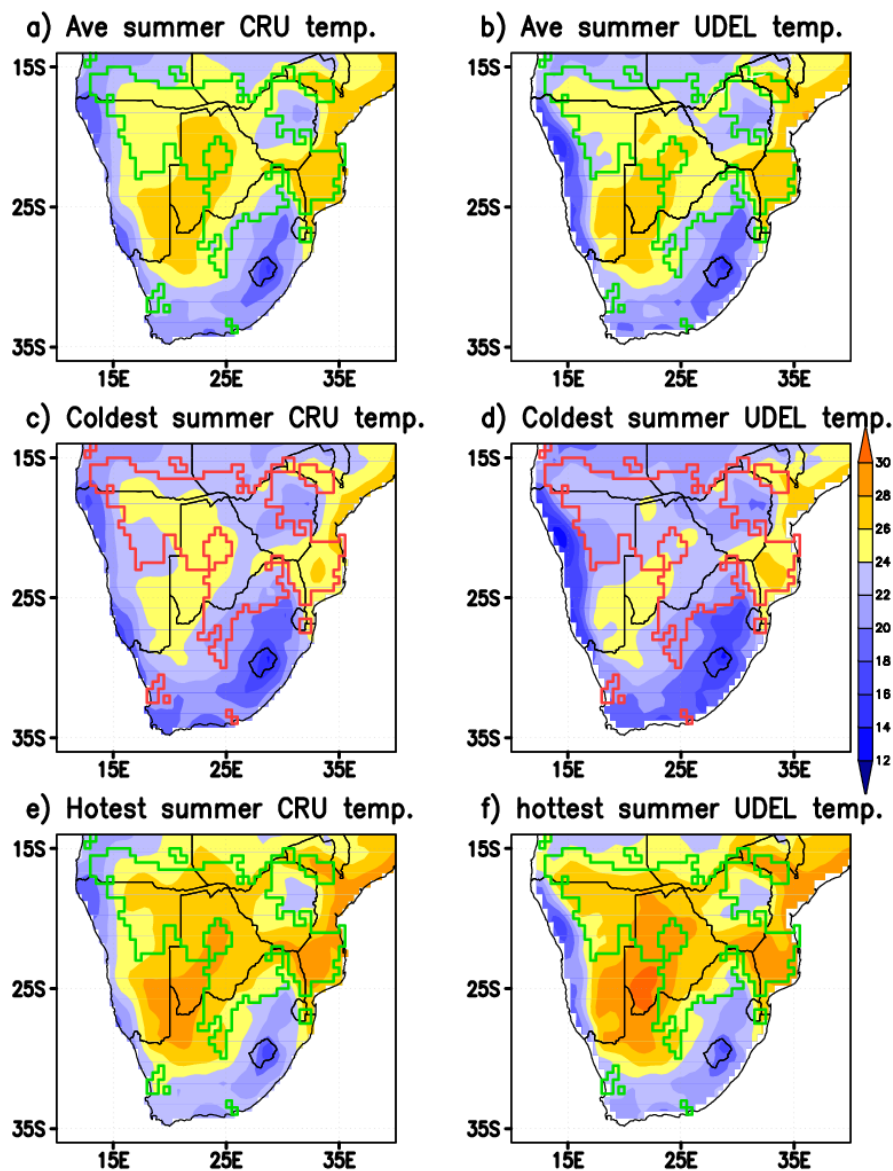 a) Ave summer CRU temp.
b) Ave summer UDEL temp.
15S
25S
35S
15E 25E 35E
15S
25S
35S
15E 25E 35E
c) Coldest summer CRU temp.
d) Coldest summer UDEL temp.
15S
25S
35S
15E 25E 35E
15S
25S
35S
15E 25E 35E
30
28
26
24
22
20
18
16
14
12
e) Hotest summer CRU temp.
f) hottest summer UDEL temp.
15S
25S
35S
15E 25E 35E
15S
25S
35S
15E 25E 35E